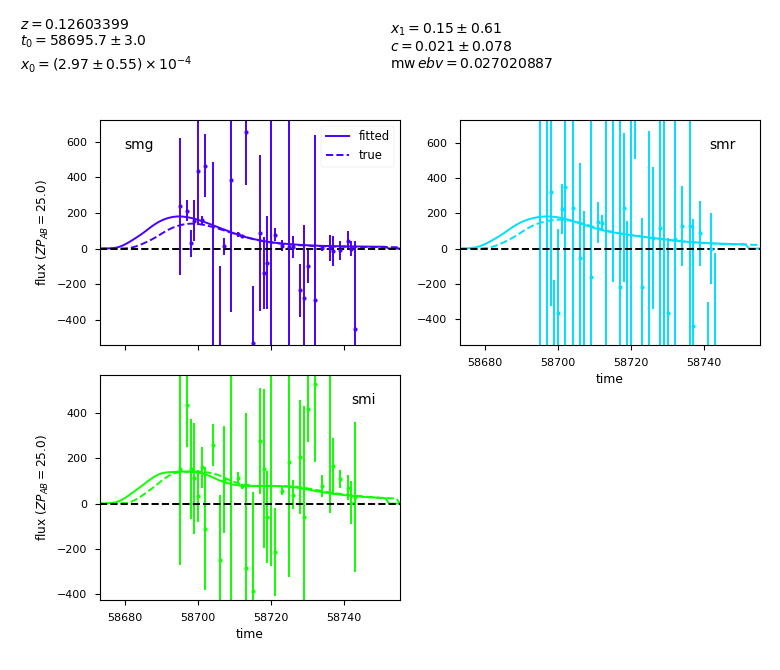 z = 0.12603399
t₀ = 58695.7 ± 3.0
x₀ = (2.97 ± 0.55) × 10⁻⁴
x₁ = 0.15 ± 0.61
c = 0.021 ± 0.078
mw ebv = 0.027020887
smg
fitted
true
600
400
200
0
−200
−400
flux (ZP_AB = 25.0)
smr
600
400
200
0
−200
−400
58680
58700
58720
58740
time
smi
400
200
0
−200
−400
flux (ZP_AB = 25.0)
58680
58700
58720
58740
time